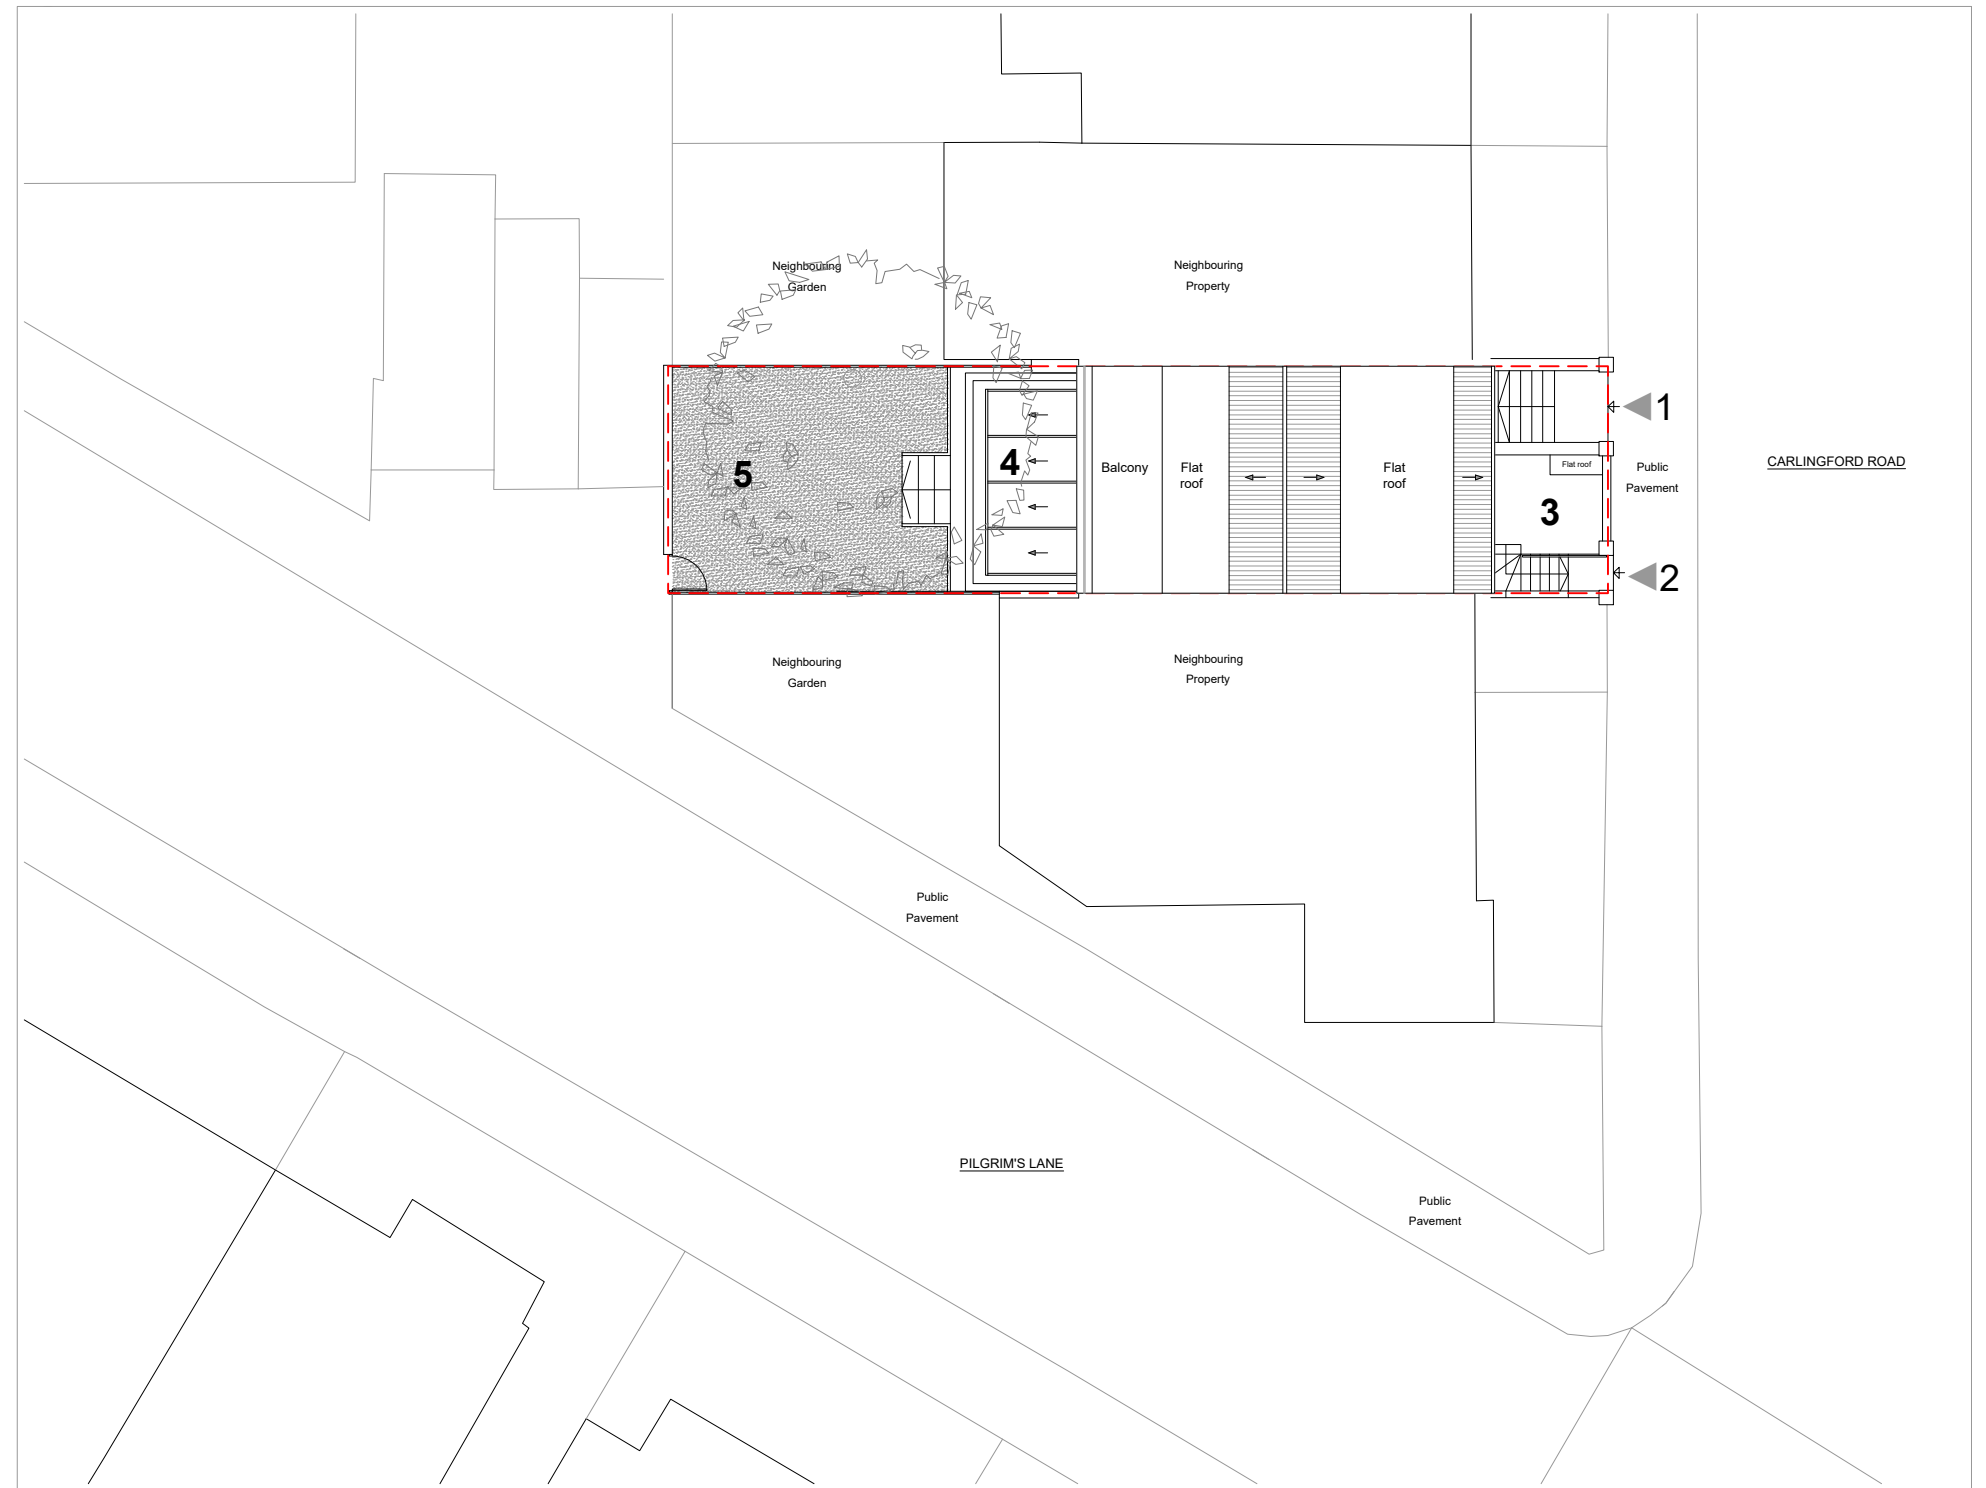 Neighbouring
Garden
Neighbouring
Property
1
CARLINGFORD ROAD
Public
Pavement
Flat roof
3
2
4
5
Balcony
Flat
roof
Flat
roof
Neighbouring
Garden
Neighbouring
Property
Public
Pavement
PILGRIM'S LANE
Public
Pavement